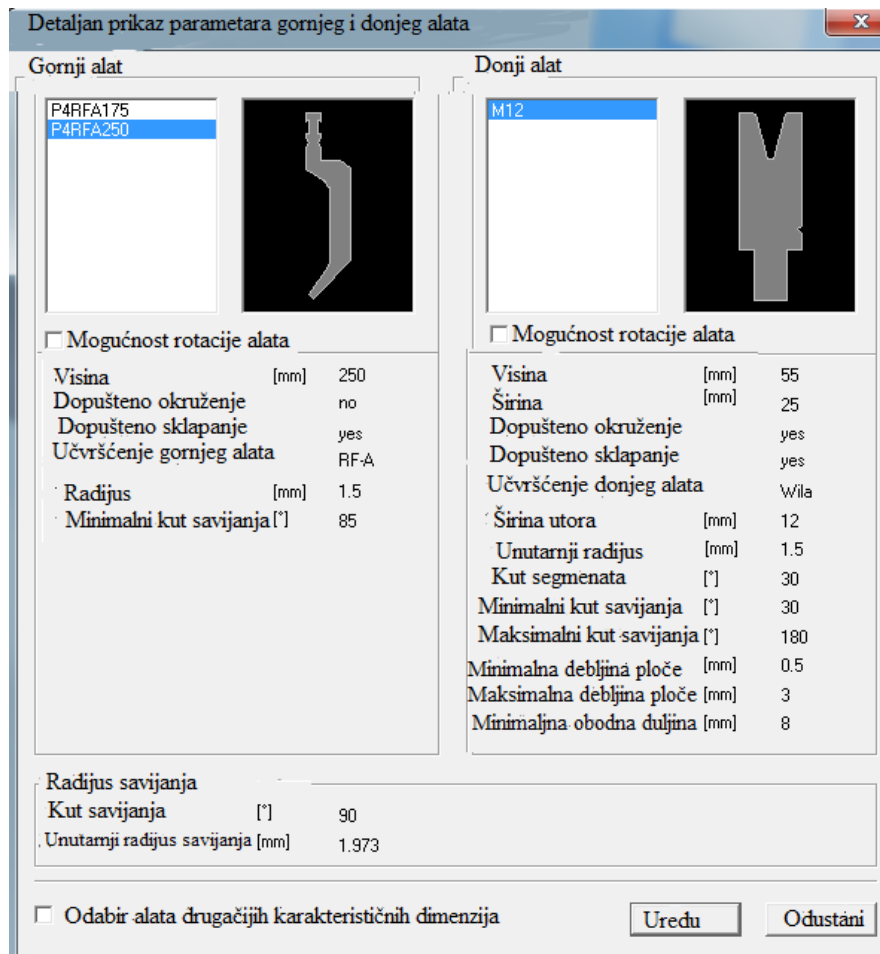 Detaljan prikaz parametara gornjeg i donjeg alata
Gornji alat
P4RFA175
P4RFA250
Mogućnost rotacije alata
Visina [mm] 250
Dopušteno okruženje no
Dopušteno sklapanje yes
Učvršćenje gornjeg alata RF-A
Radijus [mm] 1.5
Minimalni kut savijanja [°] 85
Donji alat
M12
Mogućnost rotacije alata
Visina [mm] 55
Širina [mm] 25
Dopušteno okruženje yes
Dopušteno sklapanje yes
Učvršćenje donjeg alata Wila
Širina utora [mm] 12
Unutarnji radijus [mm] 1.5
Kut segmenata [°] 30
Minimalni kut savijanja [°] 30
Maksimalni kut savijanja [°] 180
Minimalna debljina ploče [mm] 0.5
Maksimalna debljina ploče [mm] 3
Minimaljna obodna duljina [mm] 8
Radijus savijanja
Kut savijanja [°] 90
Unutarnji radijus savijanja [mm] 1.973
Odabir alata drugačijih karakterističnih dimenzija
Uredu
Odustani